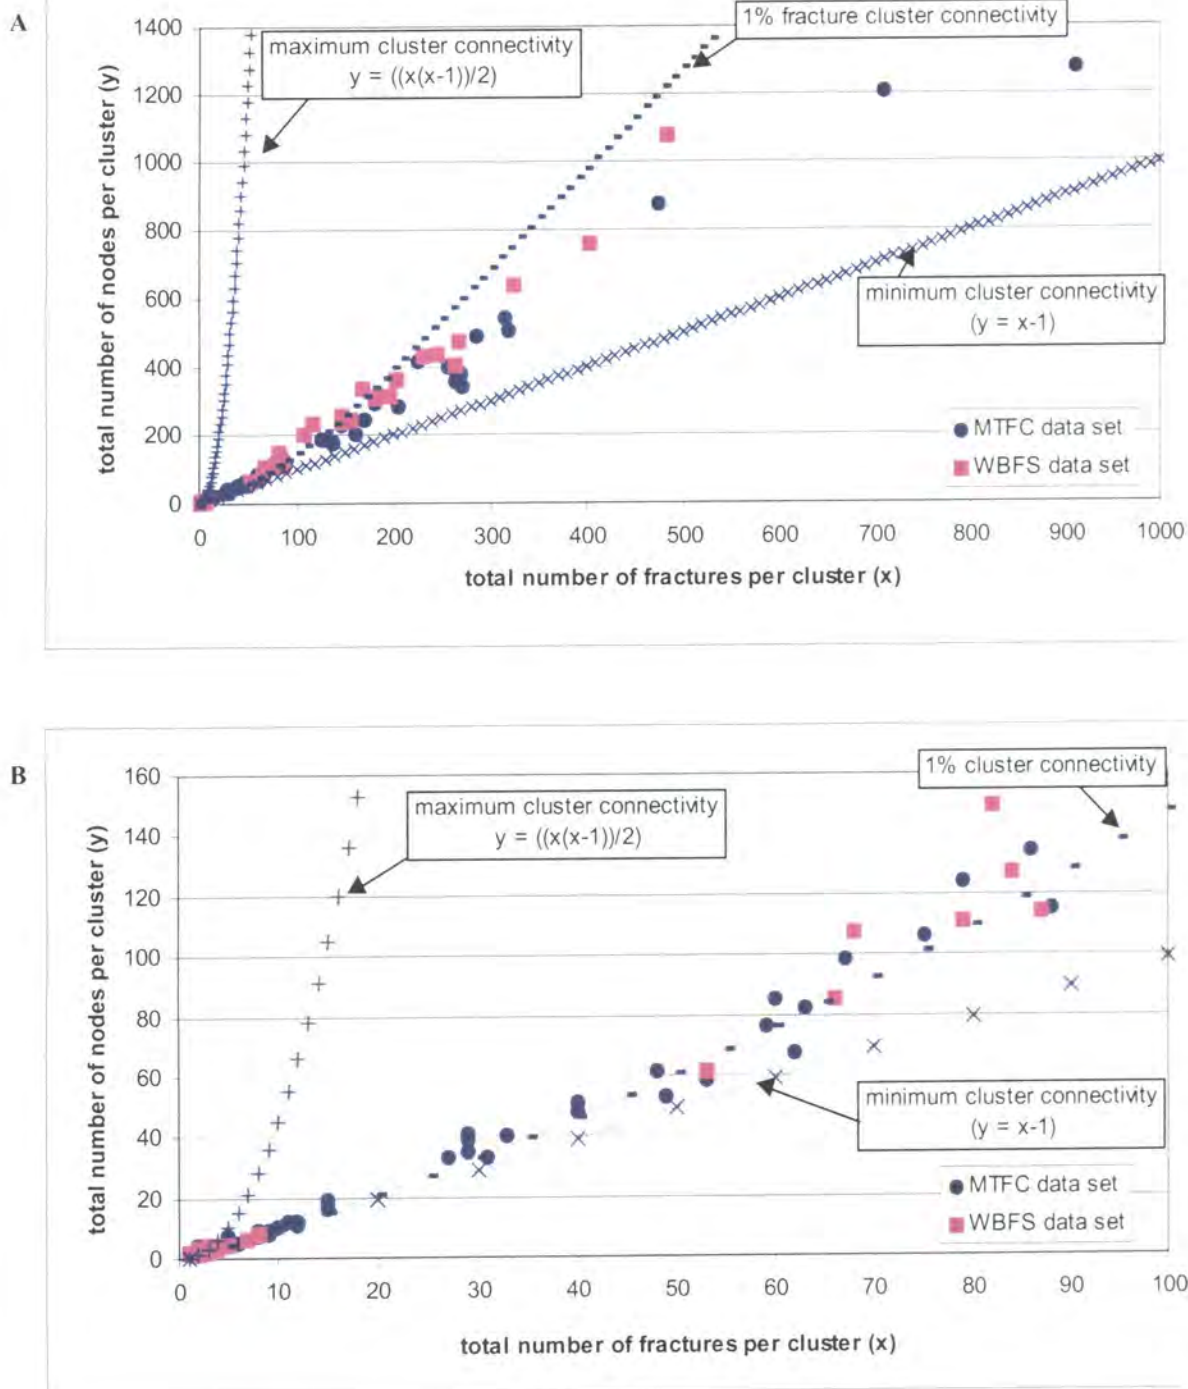 A
1% fracture cluster connectivity
maximum cluster connectivity
y = ((x(x-1))/2)
1400
1200
1000
800
600
400
200
0
total number of nodes per cluster (y)
minimum cluster connectivity
(y = x-1)
MTFC data set
WBFS data set
0 100 200 300 400 500 600 700 800 900 1000
total number of fractures per cluster (x)
B
1% cluster connectivity
maximum cluster connectivity
y = ((x(x-1))/2)
160
140
120
100
80
60
40
20
0
total number of nodes per cluster (y)
minimum cluster connectivity
(y = x-1)
MTFC data set
WBFS data set
0 10 20 30 40 50 60 70 80 90 100
total number of fractures per cluster (x)